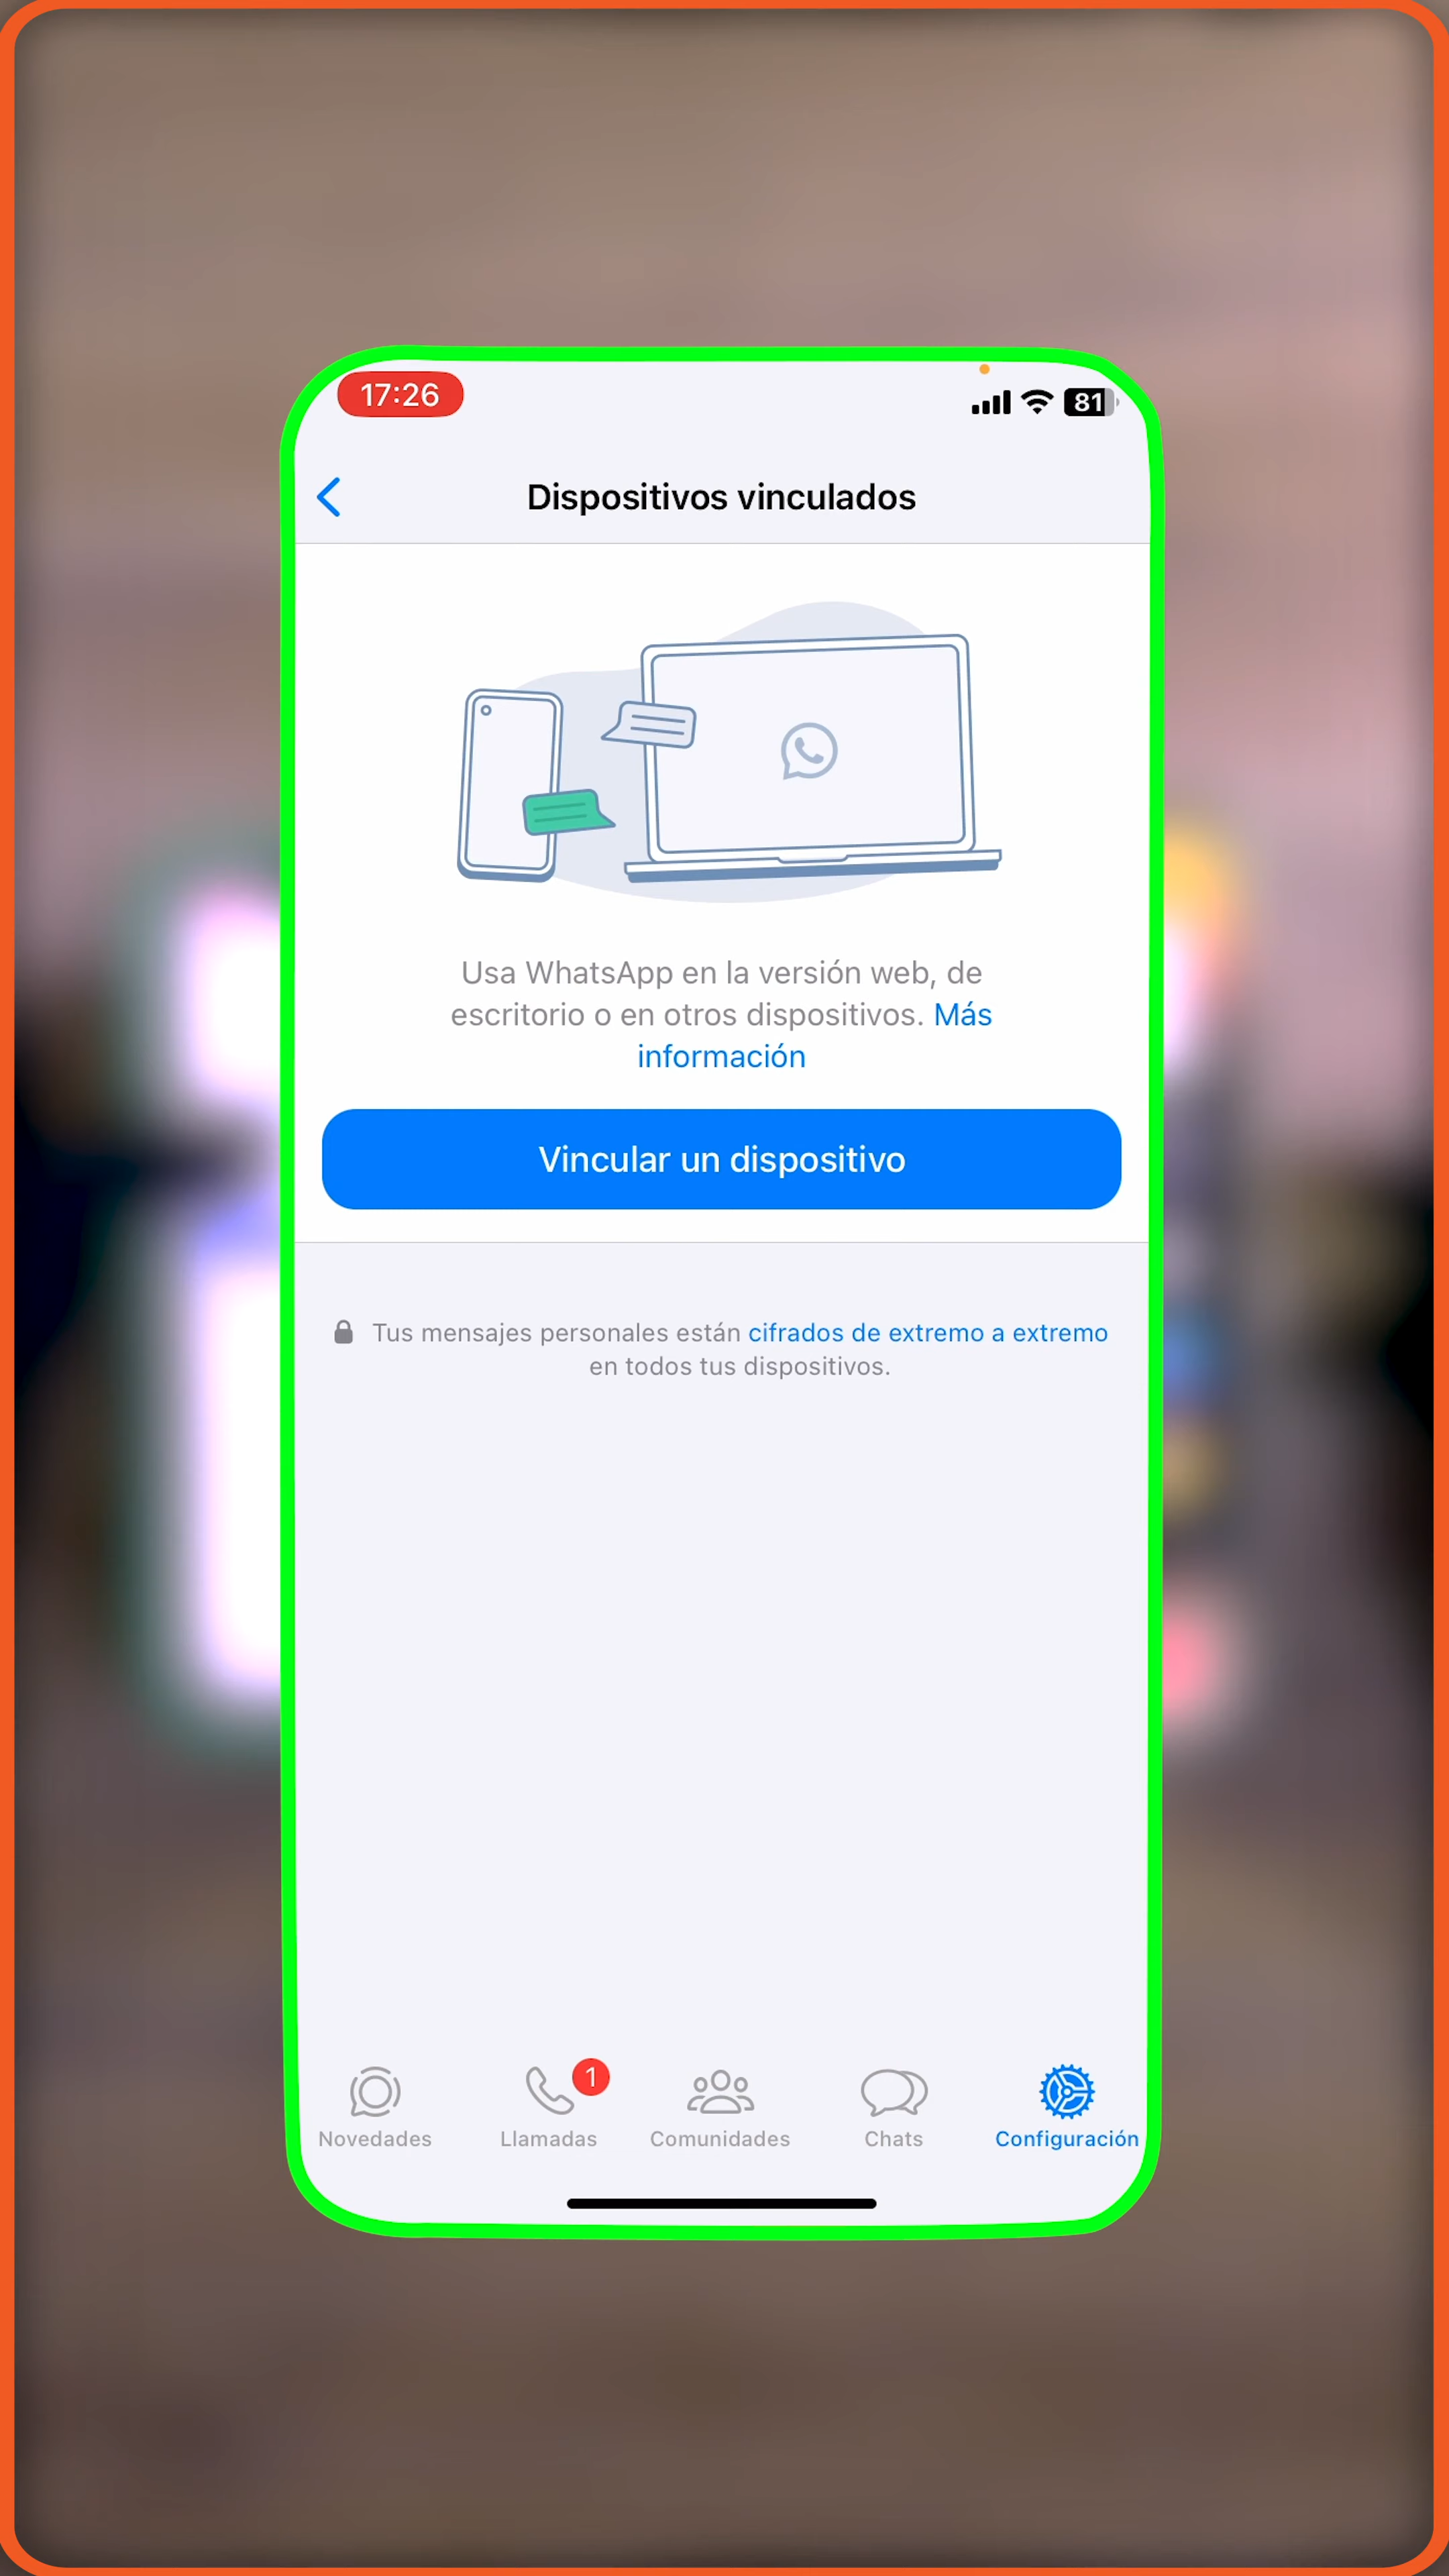 17:26
81
Dispositivos vinculados
Usa WhatsApp en la versión web, de
escritorio o en otros dispositivos. Más
información
Vincular un dispositivo
Tus mensajes personales están cifrados de extremo a extremo
en todos tus dispositivos.
1
Novedades
Llamadas
Comunidades
Chats
Configuración